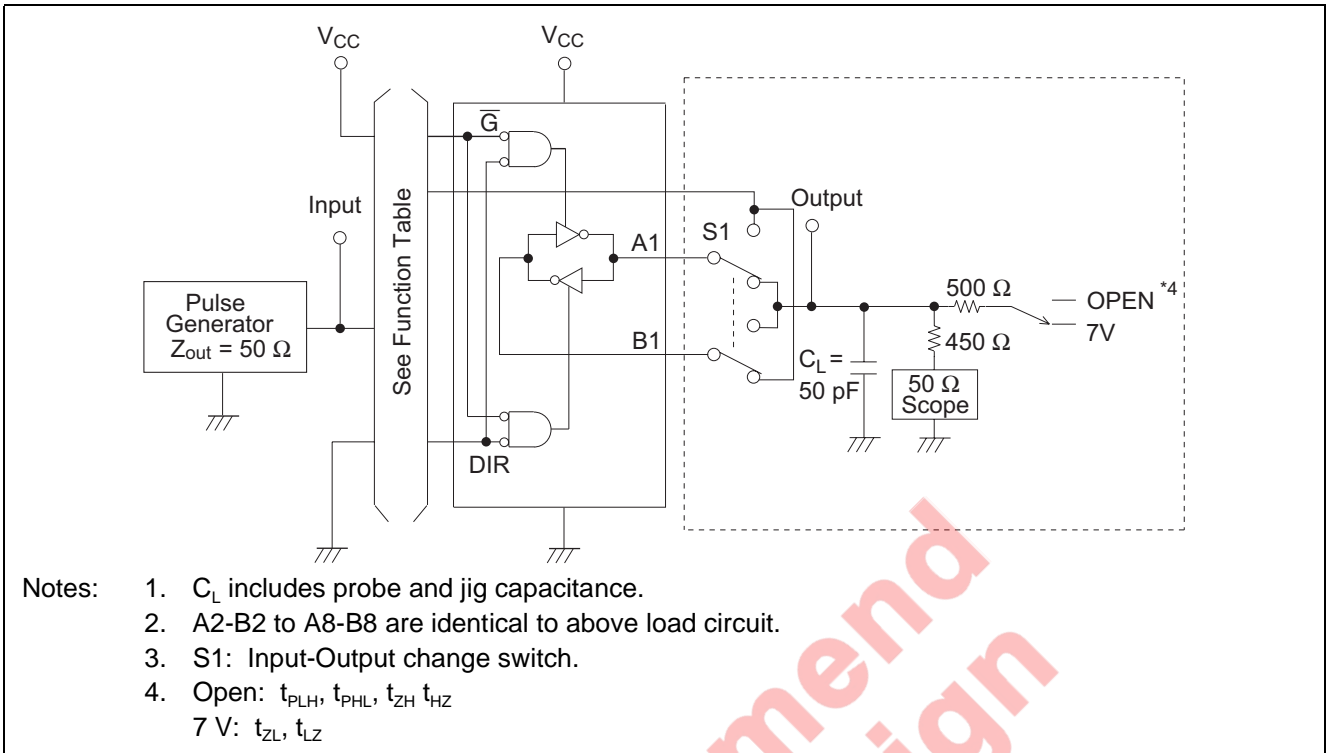 VCC
VCC
G
Input
Output
See Function Table
A1
S1
Pulse
Generator
Zout = 50 Ω
500 Ω
OPEN *4
7V
450 Ω
B1
CL =
50 pF
50 Ω
Scope
DIR
Notes: 1. CL includes probe and jig capacitance.
2. A2-B2 to A8-B8 are identical to above load circuit.
3. S1: Input-Output change switch.
4. Open: tPLH, tPHL, tZH tHZ
7 V: tZL, tLZ
mend
sign